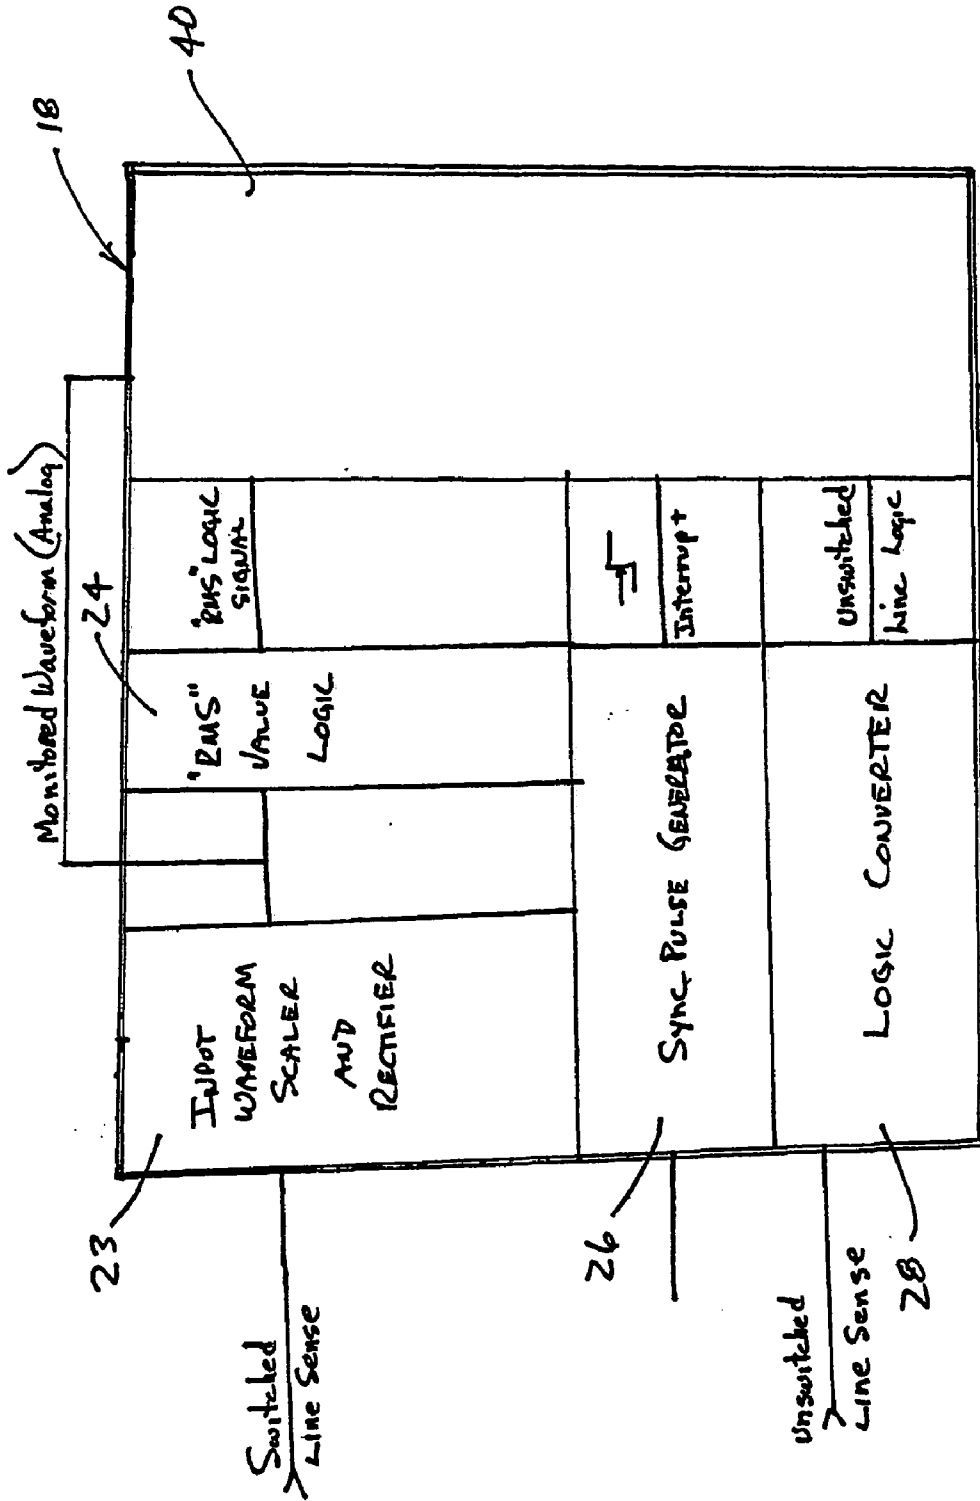 Monitored Waveform (Analog)
18
40
24
23
Switched
Line Sense
INPUT
WAVEFORM
SCALER
AND
RECTIFIER
"RMS"
VALUE
LOGIC
"RMS" LOGIC
SIGNAL
26
Sync Pulse GENERATOR
Interrupt
Unswitched
Line Sense
28
LOGIC CONVERTER
Unswitched
Line Logic